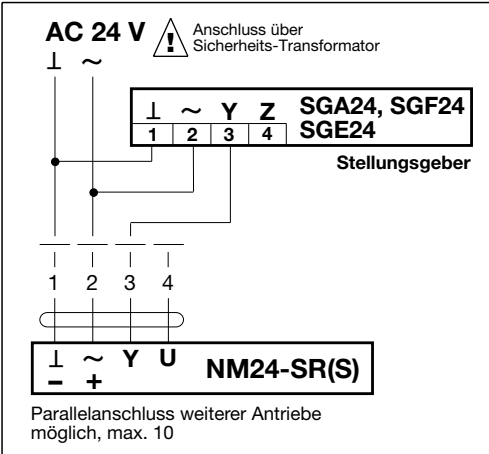 AC 24 V
Anschluss über
Sicherheits-Transformator
⊥ ~
⊥ ~ Y Z
1 2 3 4
SGA24, SGF24
SGE24
Stellungsgeber
1 2 3 4
⊥ ~ Y U
– +
NM24-SR(S)
Parallelanschluss weiterer Antriebe
möglich, max. 10